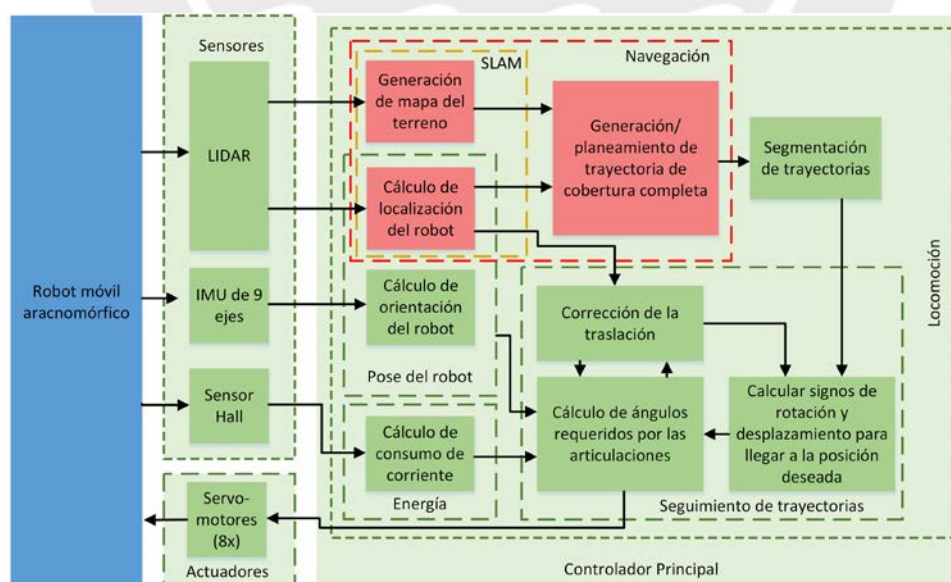 Sensores
SLAM
Navegación
Generación
de mapa del
terreno
Generación/
planeamiento de
trayectoria de
cobertura completa
Segmentación
de trayectorias
LIDAR
Cálculo de
localización
del robot
Locomoción
Robot móvil
aracnomórfico
IMU de 9
ejes
Cálculo de
orientación
del robot
Corrección de la
traslación
Pose del robot
Sensor
Hall
Cálculo de ángulos
requeridos por las
articulaciones
Calcular signos de
rotación y
desplazamiento para
llegar a la posición
deseada
Cálculo de
consumo de
corriente
Energía
Seguimiento de trayectorias
Servo-
motores
(8x)
Actuadores
Controlador Principal